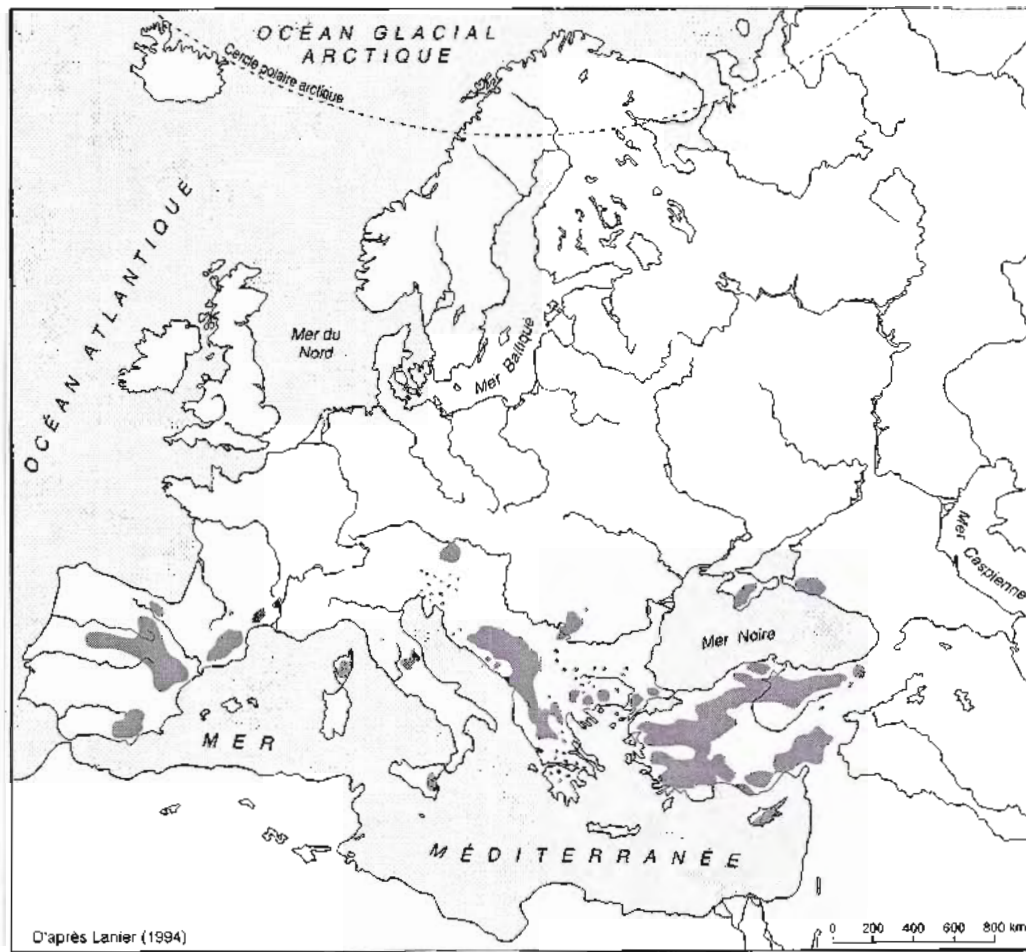 OCÉAN GLACIAL
ARCTIQUE
Cercle polaire arctique
OCÉAN ATLANTIQUE
Mer du
Nord
Mer Baltique
Mer Caspienne
Mer Noire
MER
MÉDITERRANÉE
D'après Lanier (1994)
0 200 400 600 800 km